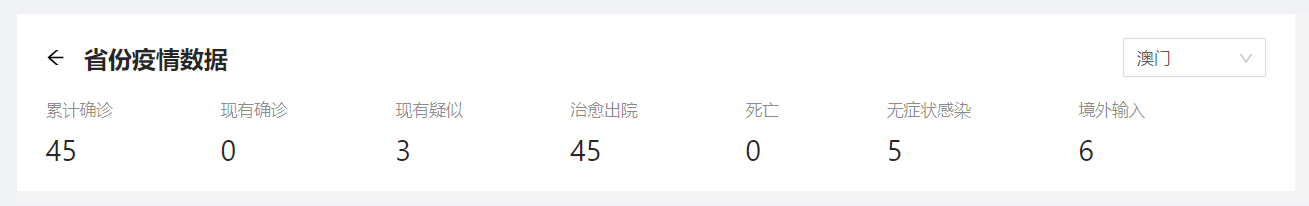 省份疫情数据
澳门
累计确诊 现有确诊 现有疑似 治愈出院 死亡 无症状感染 境外输入
45 0 3 45 0 5 6